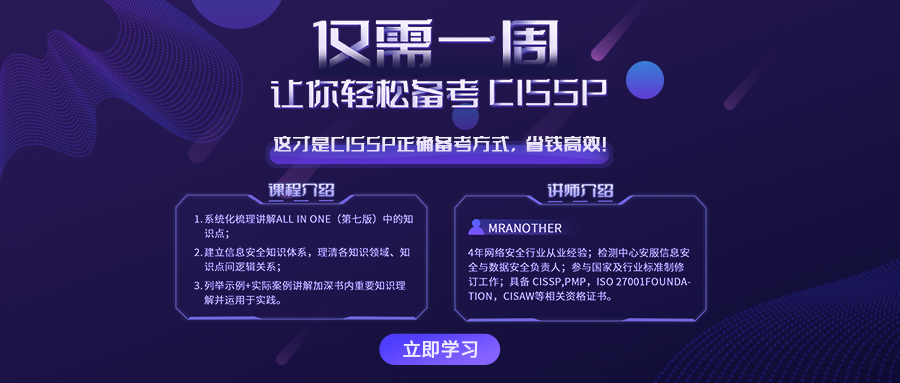 仅需一周
让你轻松备考 CISSP
这才是CISSP正确备考方式，省钱高效！
课程介绍
1. 系统化梳理讲解ALL IN ONE（第七版）中的知
识点；
2. 建立信息安全知识体系，理清各知识领域、知
识点间逻辑关系；
3. 列举示例+实际案例讲解加深书内重要知识理
解并运用于实践。
讲师介绍
MRANOTHER
4年网络安全行业从业经验；检测中心安服信息安
全与数据安全负责人；参与国家及行业标准制修
订工作；具备 CISSP,PMP，ISO 27001FOUNDA-
TION，CISAW等相关资格证书。
立即学习